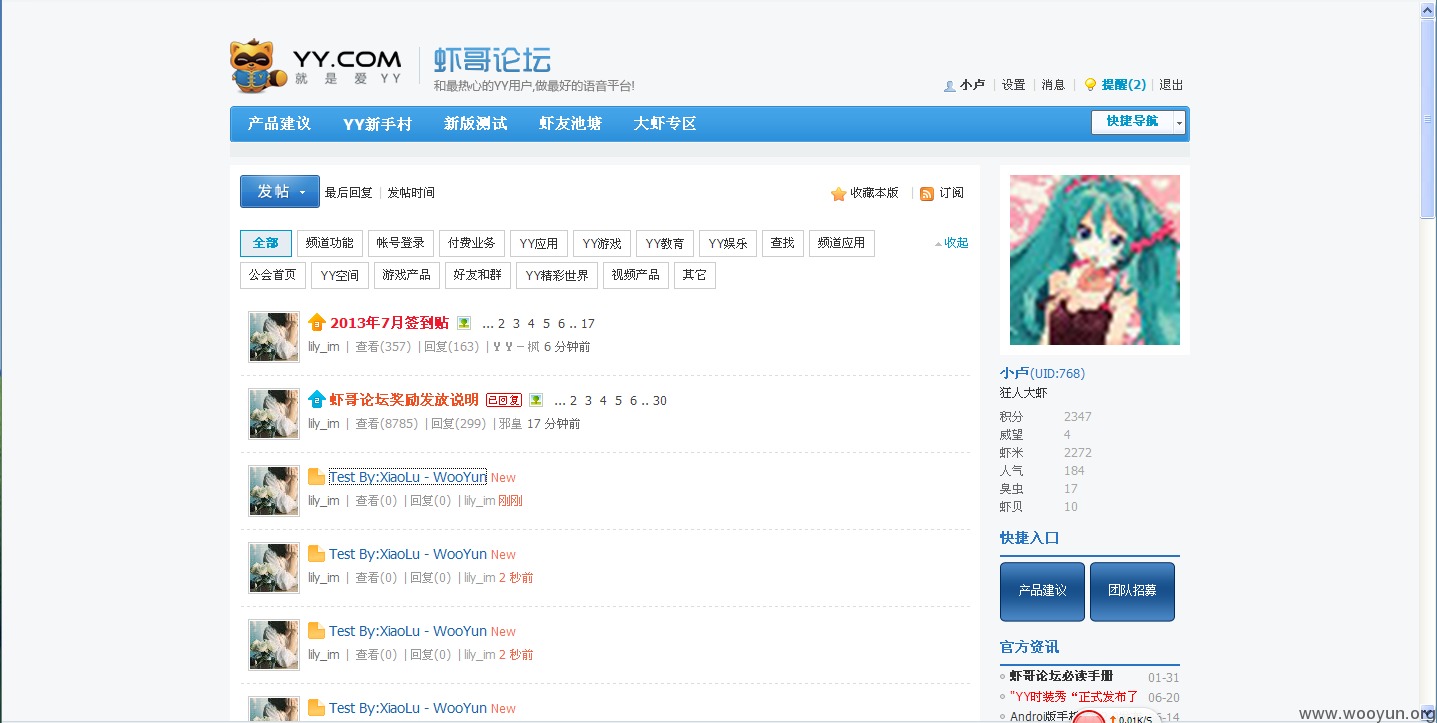 YY.COM 虾哥论坛
就是爱YY 和最热心的YY用户,做最好的语音平台!
小卢 设置 消息 提醒(2) 退出
产品建议 YY新手村 新版测试 虾友池塘 大虾专区 快捷导航
发帖 最后回复 发帖时间 收藏本版 订阅
全部 频道功能 帐号登录 付费业务 YY应用 YY游戏 YY教育 YY娱乐 查找 频道应用 收起
公会首页 YY空间 游戏产品 好友和群 YY精彩世界 视频产品 其它
3 2013年7月签到贴 ... 2 3 4 5 6 .. 17
lily_im | 查看(357) | 回复(163) | Y Y – 枫 6 分钟前
2 虾哥论坛奖励发放说明 已回复 ... 2 3 4 5 6 .. 30
lily_im | 查看(8785) | 回复(299) | 邪皇 17 分钟前
Test By:XiaoLu - WooYun New
lily_im | 查看(0) | 回复(0) | lily_im 刚刚
Test By:XiaoLu - WooYun New
lily_im | 查看(0) | 回复(0) | lily_im 2 秒前
Test By:XiaoLu - WooYun New
lily_im | 查看(0) | 回复(0) | lily_im 2 秒前
Test By:XiaoLu - WooYun New
小卢(UID:768)
狂人大虾
积分 2347
威望 4
虾米 2272
人气 184
臭虫 17
虾贝 10
快捷入口
产品建议 团队招募
官方资讯
虾哥论坛必读手册 01-31
"YY时装秀“正式发布了 06-20
Andro版手 6-14
0.01K/S
www.wooyun.org